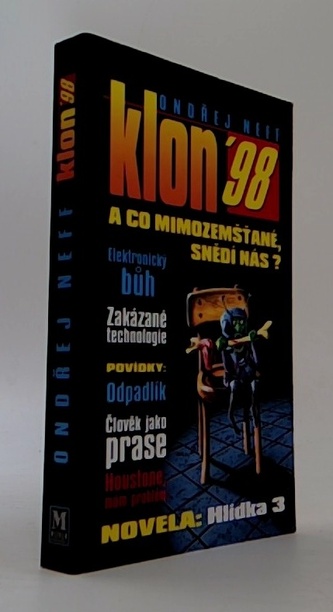 ONDŘEJ NEFF
klon '98
ONDŘEJ NEFF
klon '98
A CO MIMOZEMŠŤANÉ,
SNĚDÍ NÁS?
Elektronický
bůh
Zakázané
technologie
POVÍDKY:
Odpadlík
Člověk jako
prase
Houstone,
mám problém
NOVELA: Hlídka 3
M